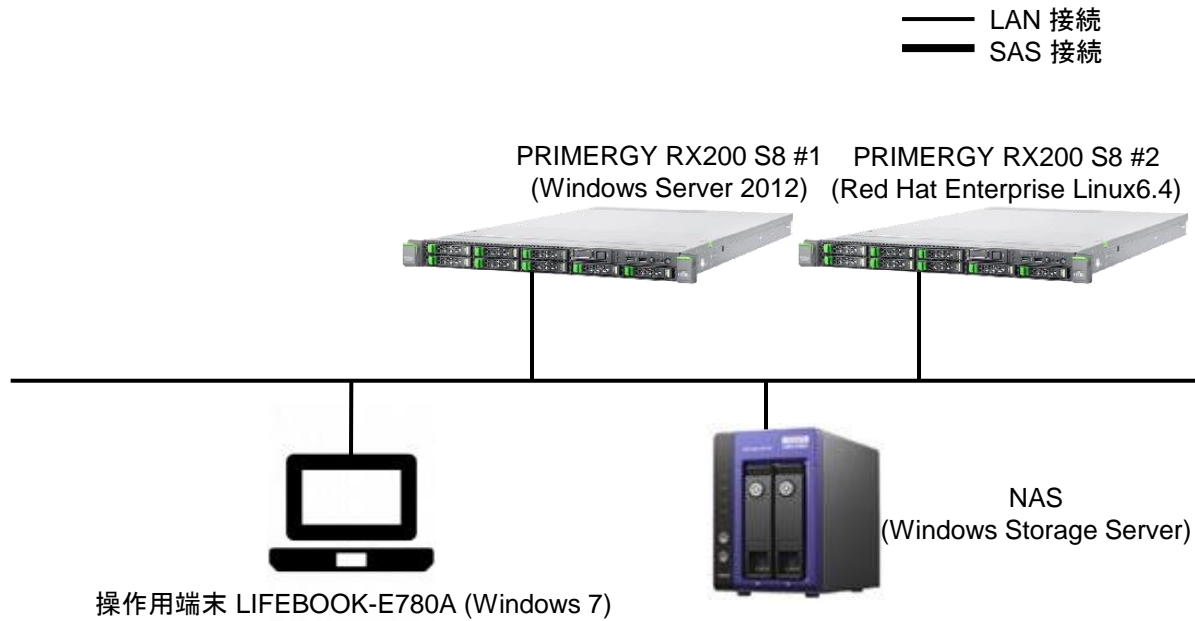 LAN 接続
SAS 接続
PRIMERGY RX200 S8 #1
(Windows Server 2012)
PRIMERGY RX200 S8 #2
(Red Hat Enterprise Linux6.4)
NAS
(Windows Storage Server)
操作用端末 LIFEBOOK-E780A (Windows 7)